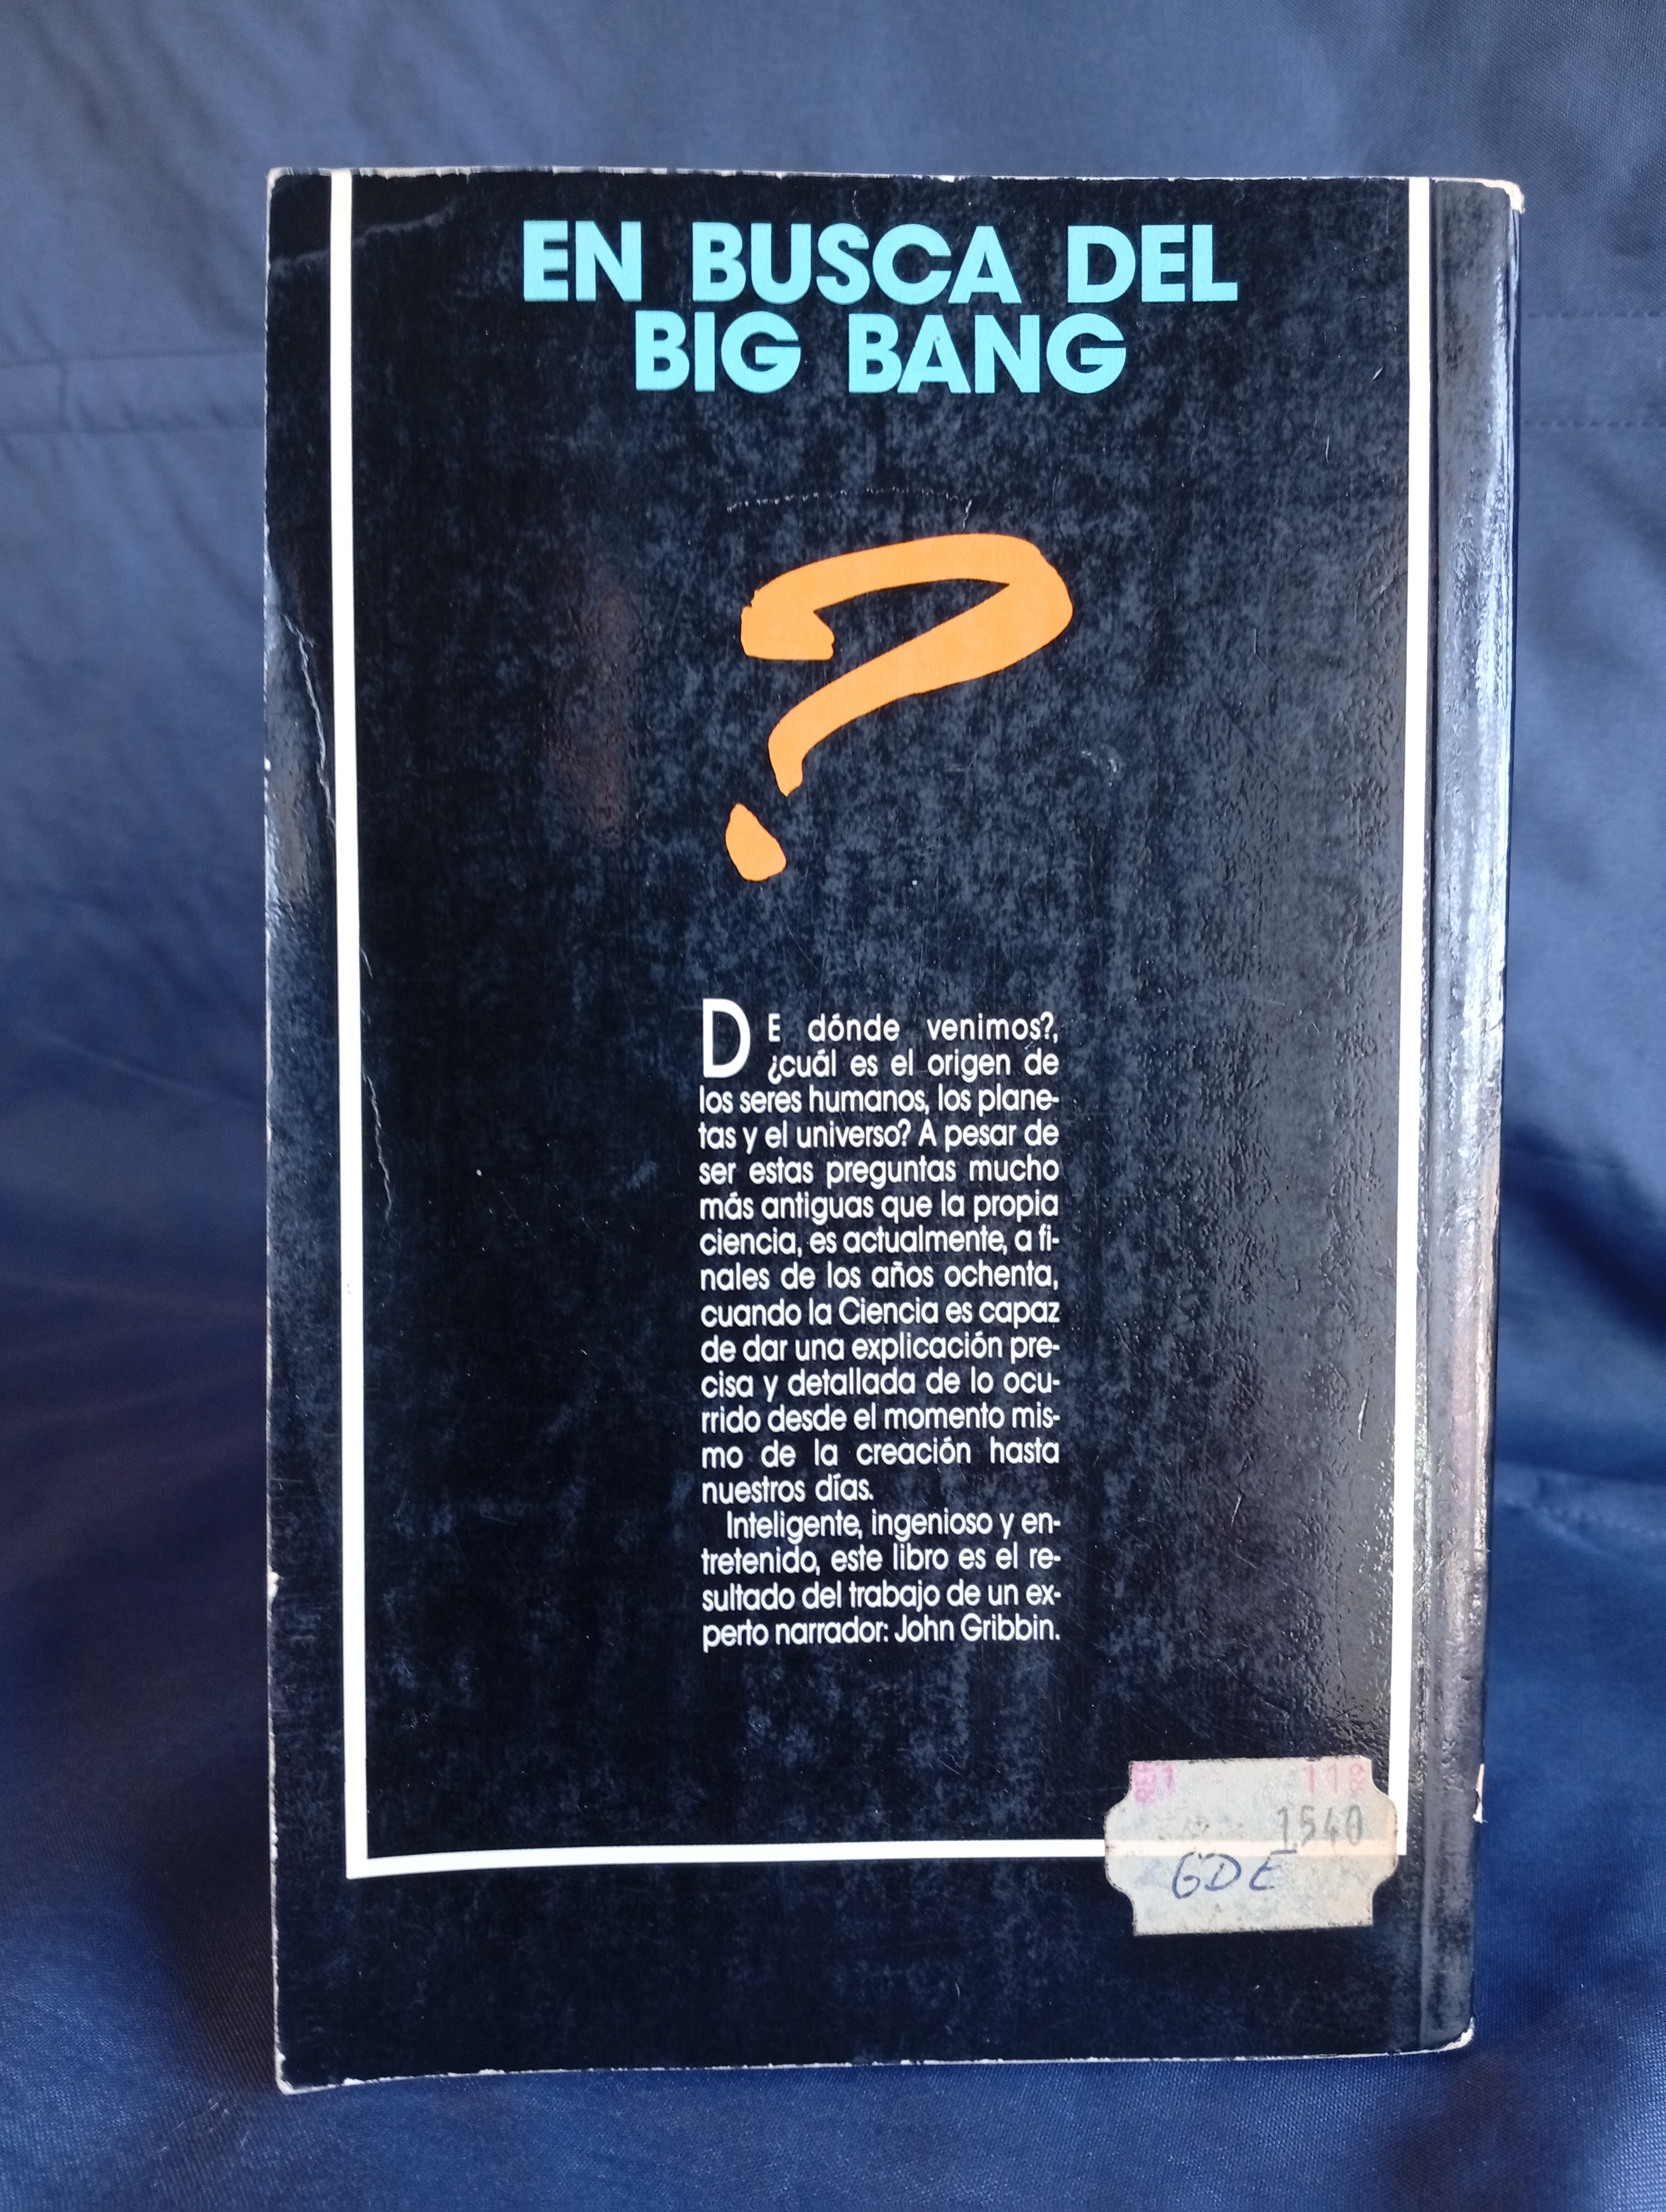 EN BUSCA DEL
BIG BANG
?
DE dónde venimos?,
¿cuál es el origen de
los seres humanos, los plane-
tas y el universo? A pesar de
ser estas preguntas mucho
más antiguas que la propia
ciencia, es actualmente, a fi-
nales de los años ochenta,
cuando la Ciencia es capaz
de dar una explicación pre-
cisa y detallada de lo ocu-
rrido desde el momento mis-
mo de la creación hasta
nuestros días.
Inteligente, ingenioso y en-
tretenido, este libro es el re-
sultado del trabajo de un ex-
perto narrador: John Gribbin.
118
1540
GDE